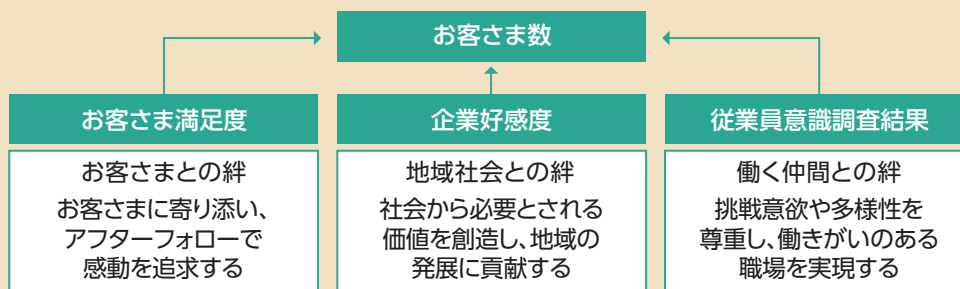 お客さま数
お客さま満足度
お客さまとの絆
お客さまに寄り添い、
アフターフォローで
感動を追求する
企業好感度
地域社会との絆
社会から必要とされる
価値を創造し、地域の
発展に貢献する
従業員意識調査結果
働く仲間との絆
挑戦意欲や多様性を
尊重し、働きがいのある
職場を実現する